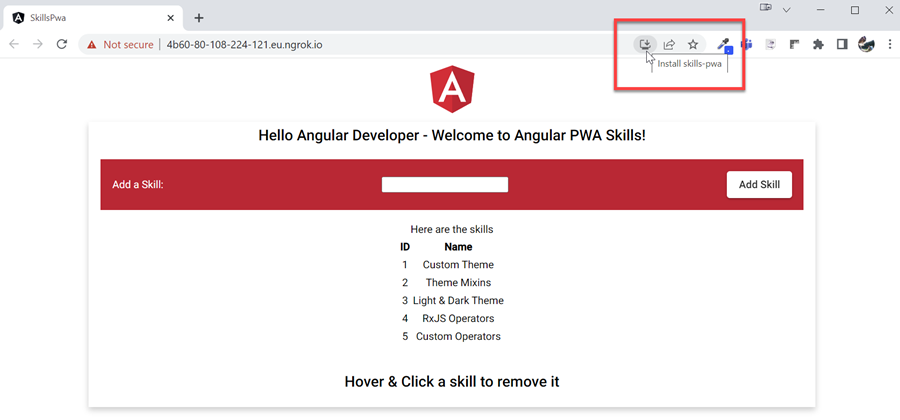 SkillsPwa
Not secure | 4b60-80-108-224-121.eu.ngrok.io
Install skills-pwa
A
Hello Angular Developer - Welcome to Angular PWA Skills!
Add a Skill:
Add Skill
Here are the skills
ID Name
1 Custom Theme
2 Theme Mixins
3 Light & Dark Theme
4 RxJS Operators
5 Custom Operators
Hover & Click a skill to remove it